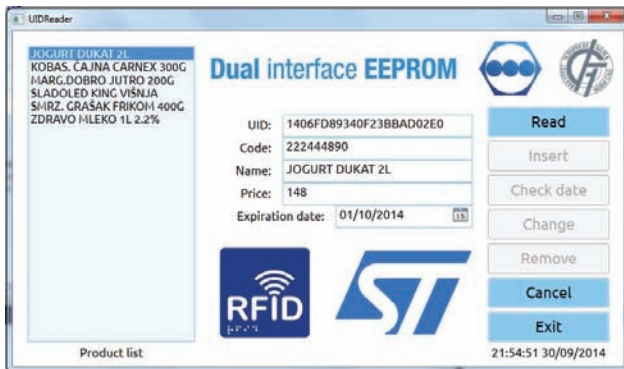 UIDReader
JOGURT DUKAT 2L
KOBAS. ČAJNA CARNEX 300G
MARG.DOBRO JUTRO 200G
SLADOLED KING VIŠNJA
SMRZ. GRAŠAK FRIKOM 400G
ZDRAVO MLEKO 1L 2.2%
Product list
Dual interface EEPROM
UID: 1406FD89340F23BBAD02E0
Code: 222444890
Name: JOGURT DUKAT 2L
Price: 148
Expiration date: 01/10/2014
15
RFID
ST
Read
Insert
Check date
Change
Remove
Cancel
Exit
21:54:51 30/09/2014